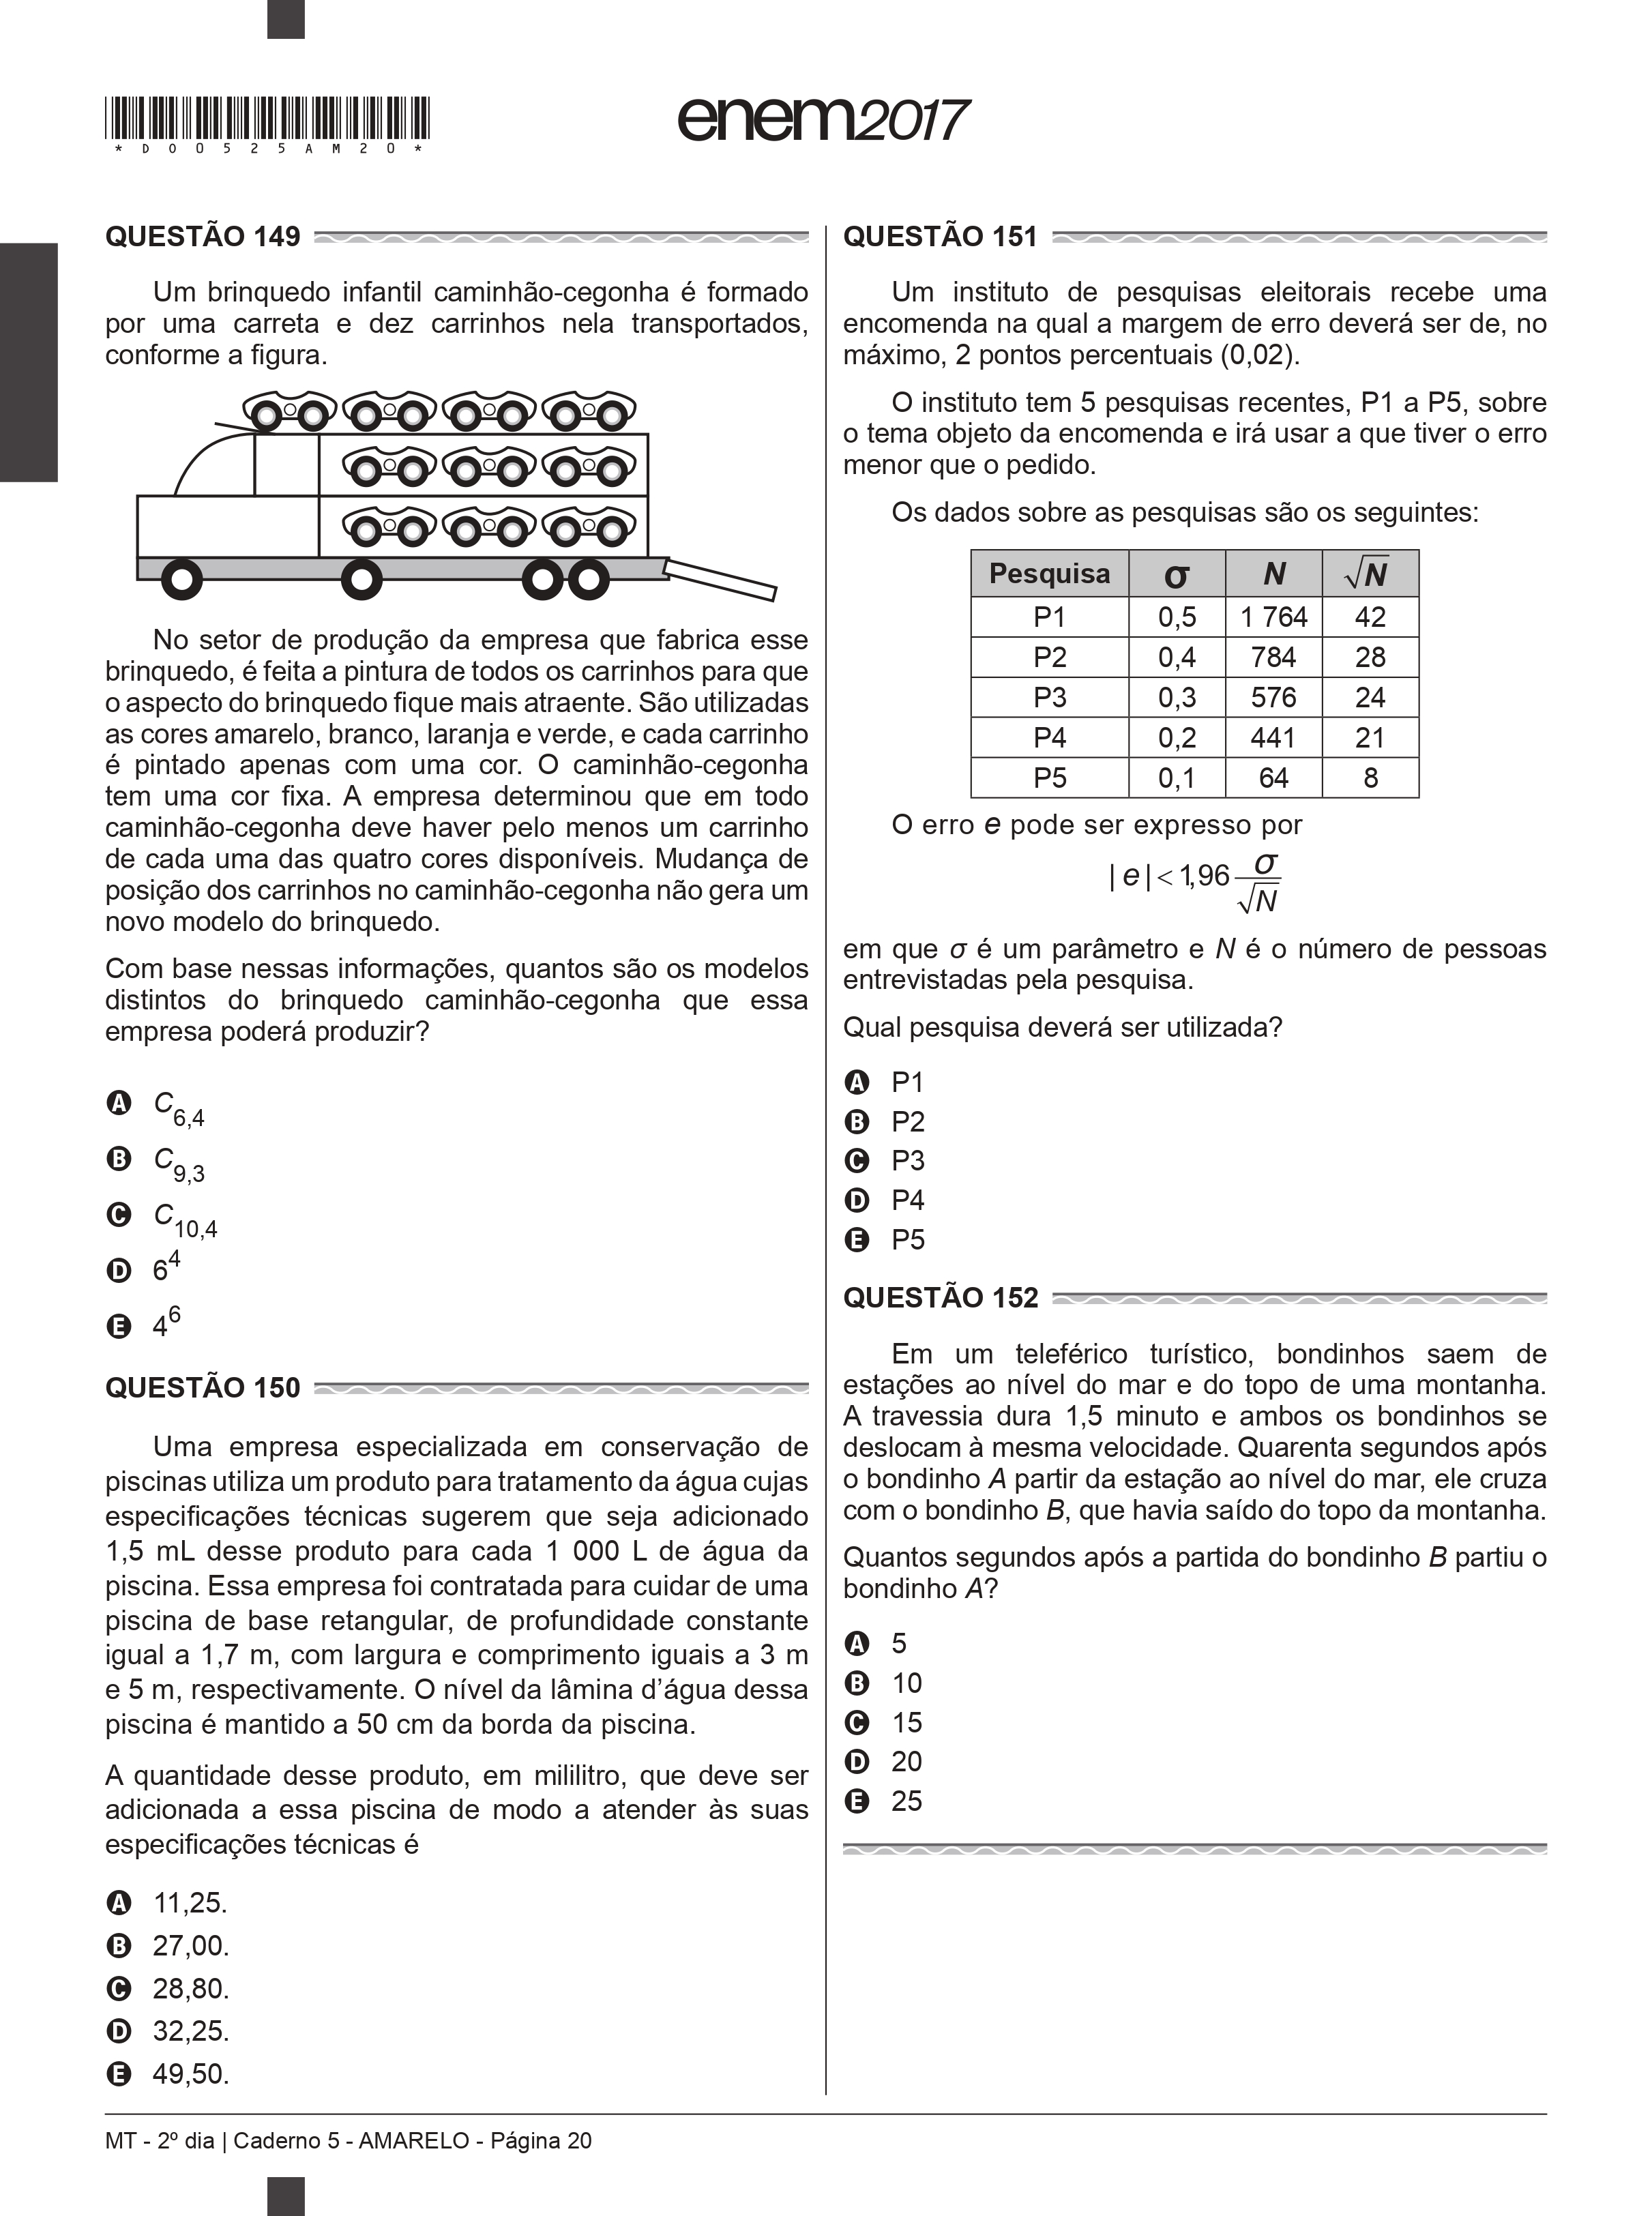 *D0052​5AM20*
enem2017
QUESTÃO 149
Um brinquedo infantil caminhão-cegonha é formado
por uma carreta e dez carrinhos nela transportados,
conforme a figura.
No setor de produção da empresa que fabrica esse
brinquedo, é feita a pintura de todos os carrinhos para que
o aspecto do brinquedo fique mais atraente. São utilizadas
as cores amarelo, branco, laranja e verde, e cada carrinho
é pintado apenas com uma cor. O caminhão-cegonha
tem uma cor fixa. A empresa determinou que em todo
caminhão-cegonha deve haver pelo menos um carrinho
de cada uma das quatro cores disponíveis. Mudança de
posição dos carrinhos no caminhão-cegonha não gera um
novo modelo do brinquedo.
Com base nessas informações, quantos são os modelos
distintos do brinquedo caminhão-cegonha que essa
empresa poderá produzir?
A C6,4
B C9,3
C C10,4
D 6⁴
E 4⁶
QUESTÃO 150
Uma empresa especializada em conservação de
piscinas utiliza um produto para tratamento da água cujas
especificações técnicas sugerem que seja adicionado
1,5 mL desse produto para cada 1 000 L de água da
piscina. Essa empresa foi contratada para cuidar de uma
piscina de base retangular, de profundidade constante
igual a 1,7 m, com largura e comprimento iguais a 3 m
e 5 m, respectivamente. O nível da lâmina d’água dessa
piscina é mantido a 50 cm da borda da piscina.
A quantidade desse produto, em mililitro, que deve ser
adicionada a essa piscina de modo a atender às suas
especificações técnicas é
A 11,25.
B 27,00.
C 28,80.
D 32,25.
E 49,50.
QUESTÃO 151
Um instituto de pesquisas eleitorais recebe uma
encomenda na qual a margem de erro deverá ser de, no
máximo, 2 pontos percentuais (0,02).
O instituto tem 5 pesquisas recentes, P1 a P5, sobre
o tema objeto da encomenda e irá usar a que tiver o erro
menor que o pedido.
Os dados sobre as pesquisas são os seguintes:
Pesquisa σ N √N
P1 0,5 1 764 42
P2 0,4 784 28
P3 0,3 576 24
P4 0,2 441 21
P5 0,1 64 8
O erro e pode ser expresso por
|e| < 1,96 σ/√N
em que σ é um parâmetro e N é o número de pessoas
entrevistadas pela pesquisa.
Qual pesquisa deverá ser utilizada?
A P1
B P2
C P3
D P4
E P5
QUESTÃO 152
Em um teleférico turístico, bondinhos saem de
estações ao nível do mar e do topo de uma montanha.
A travessia dura 1,5 minuto e ambos os bondinhos se
deslocam à mesma velocidade. Quarenta segundos após
o bondinho A partir da estação ao nível do mar, ele cruza
com o bondinho B, que havia saído do topo da montanha.
Quantos segundos após a partida do bondinho B partiu o
bondinho A?
A 5
B 10
C 15
D 20
E 25
MT - 2º dia | Caderno 5 - AMARELO - Página 20